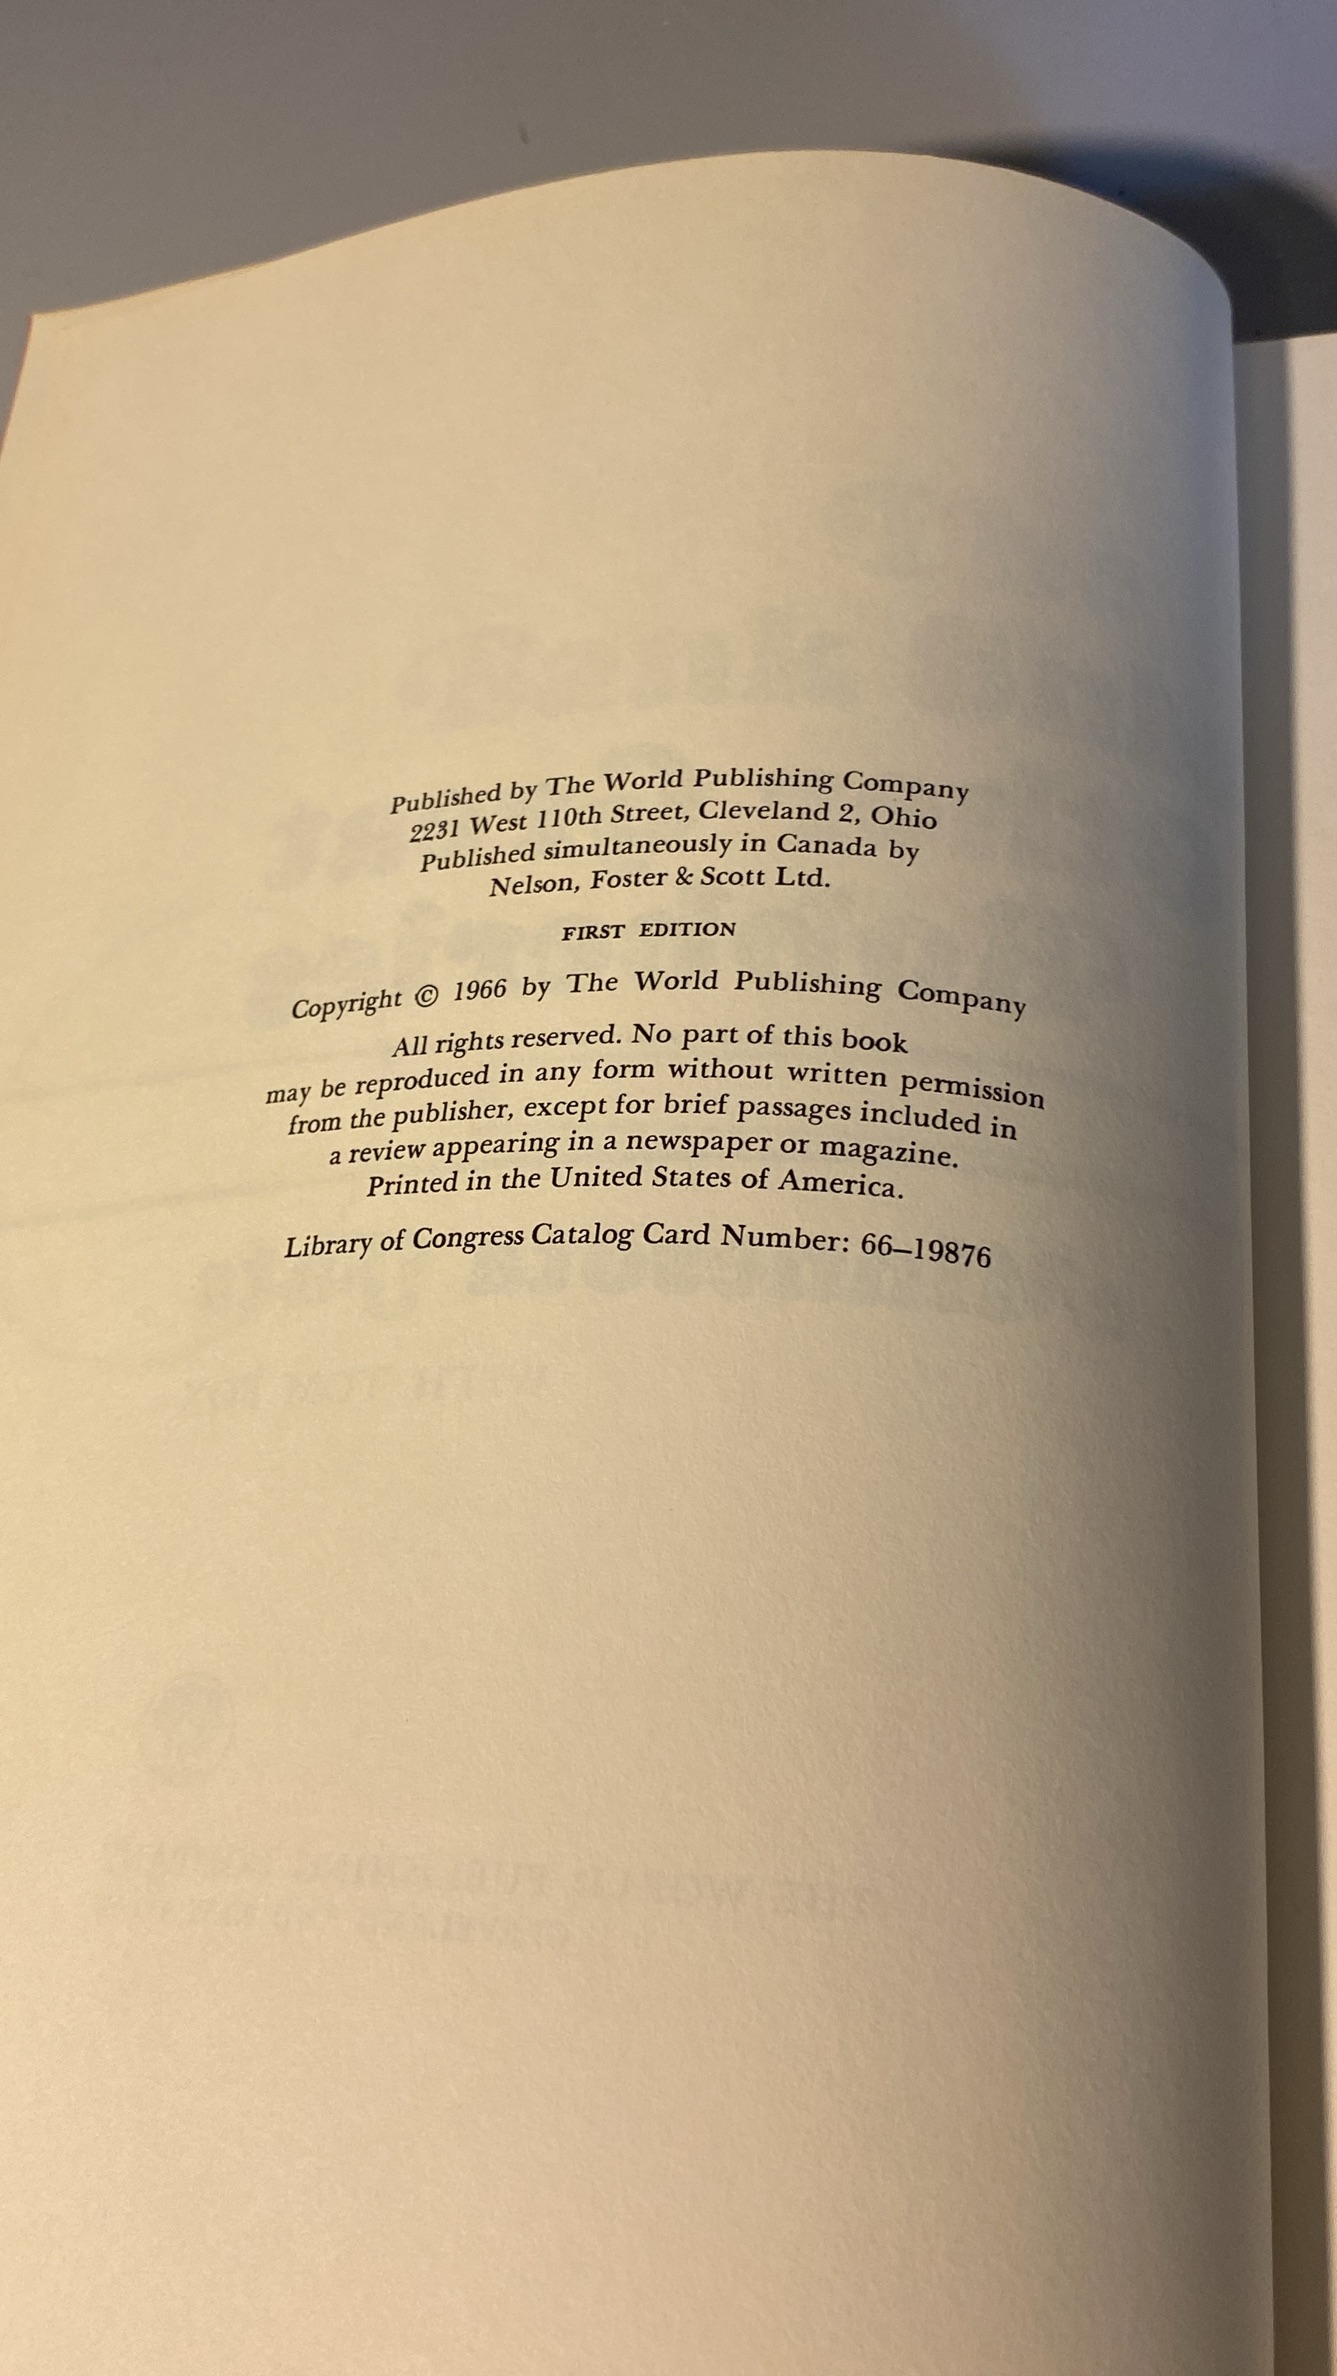 Published by The World Publishing Company
2231 West 110th Street, Cleveland 2, Ohio
Published simultaneously in Canada by
Nelson, Foster & Scott Ltd.
FIRST EDITION
Copyright © 1966 by The World Publishing Company
All rights reserved. No part of this book
may be reproduced in any form without written permission
from the publisher, except for brief passages included in
a review appearing in a newspaper or magazine.
Printed in the United States of America.
Library of Congress Catalog Card Number: 66–19876